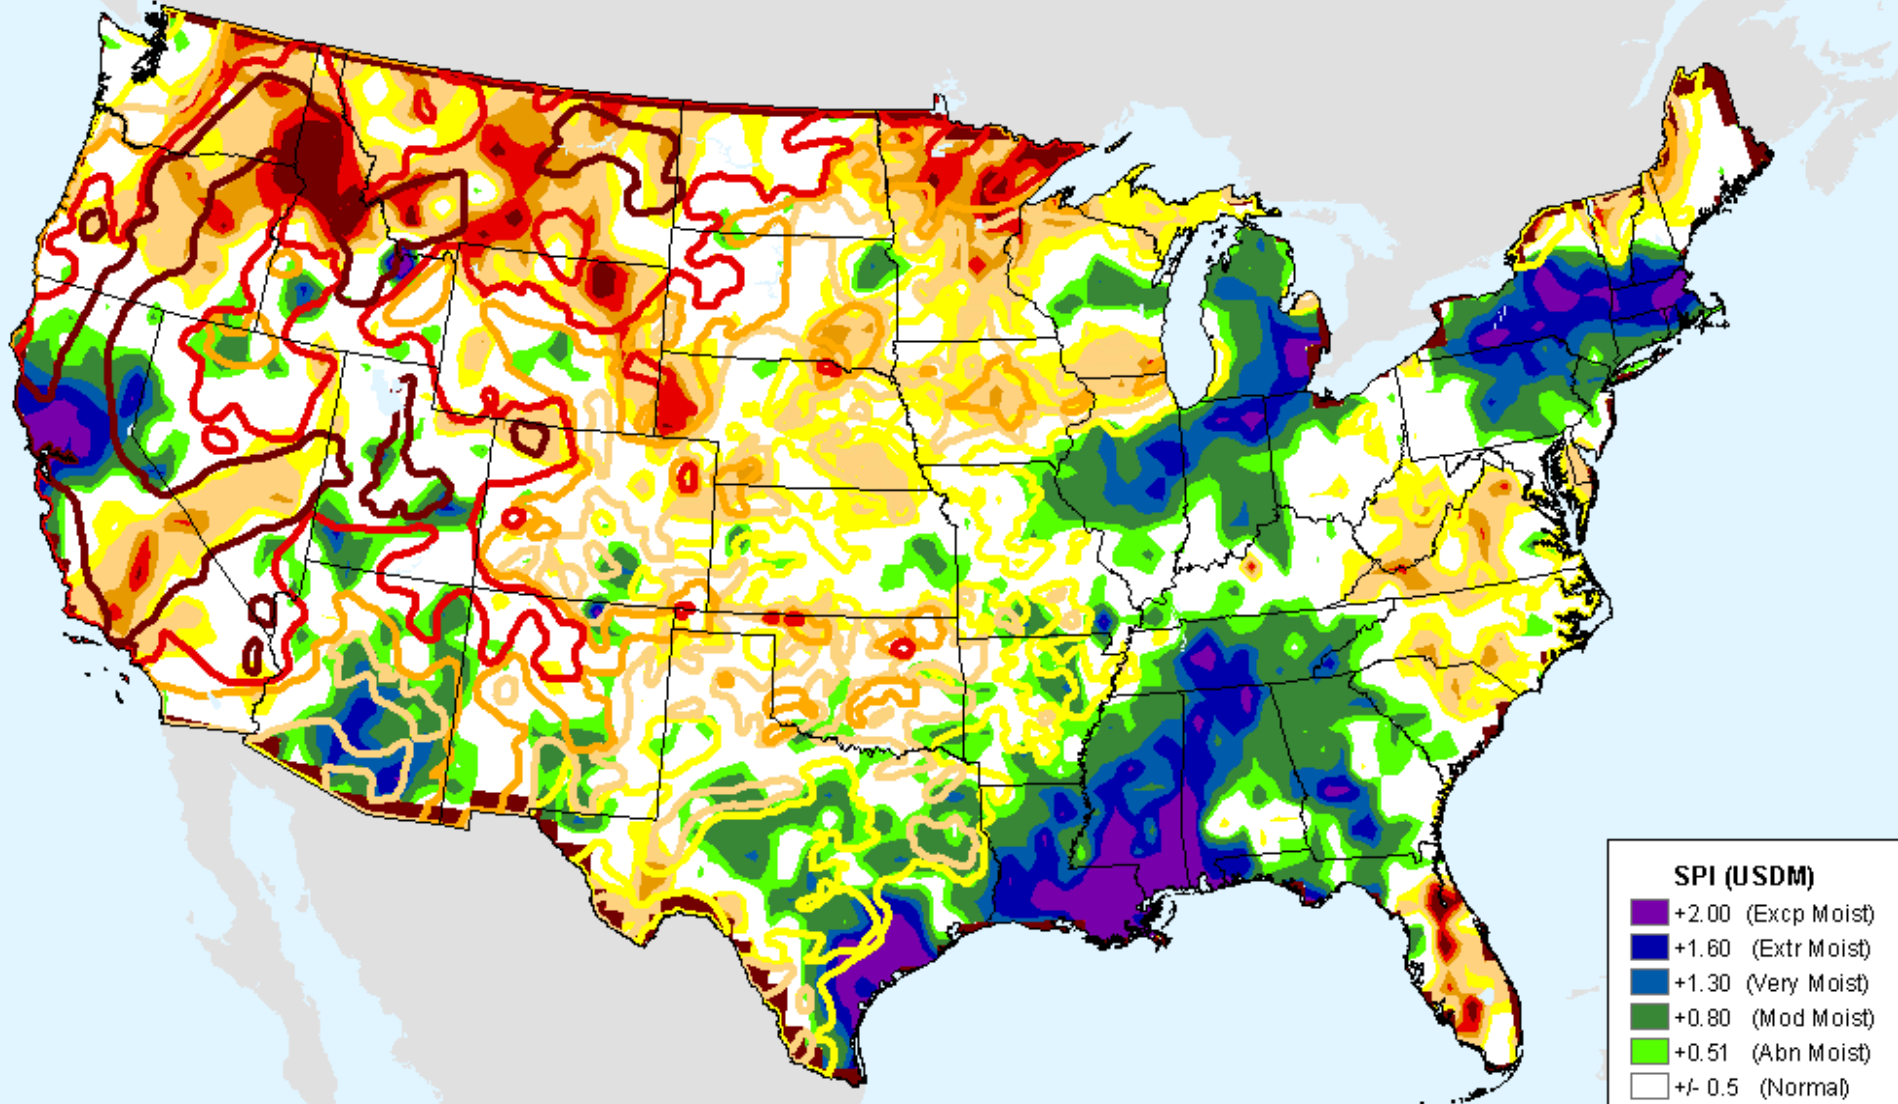 SPI (USDM)
+2.00 (Excp Moist)
+1.60 (Extr Moist)
+1.30 (Very Moist)
+0.80 (Mod Moist)
+0.51 (Abn Moist)
+/- 0.5 (Normal)